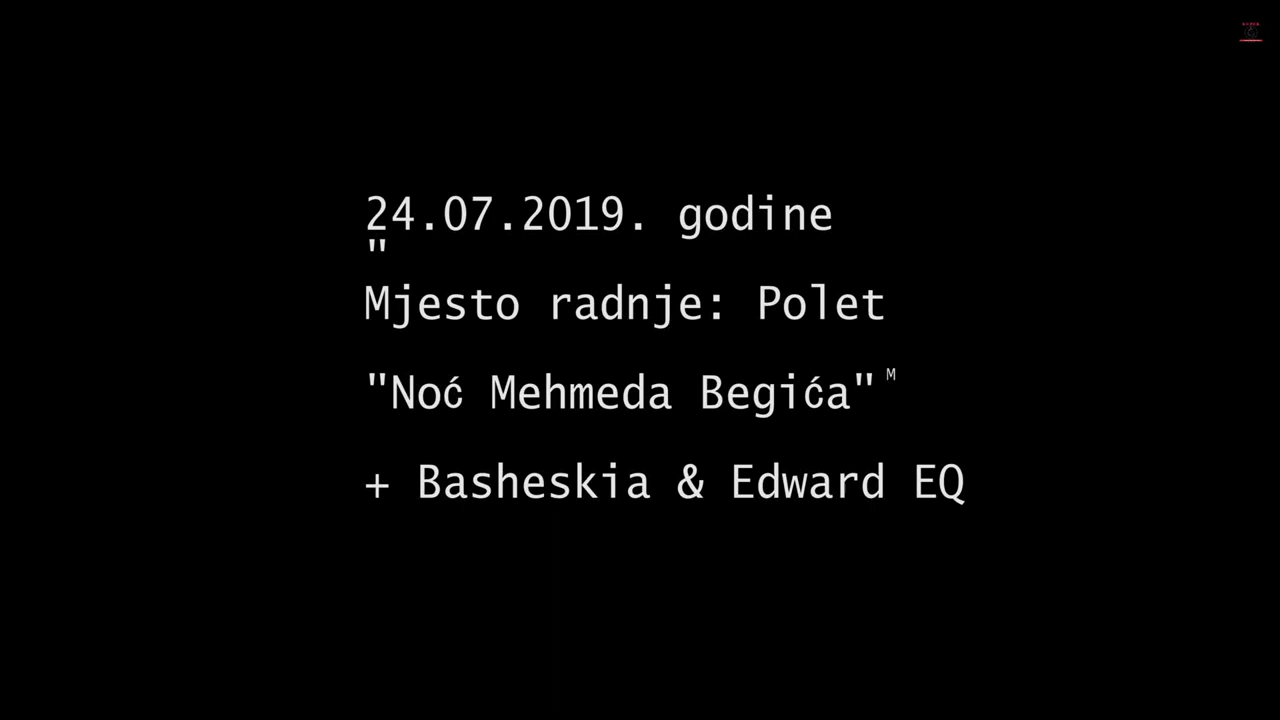 24.07.2019. godine
"
Mjesto radnje: Polet
"Noć Mehmeda Begića" M
+ Basheskia & Edward EQ